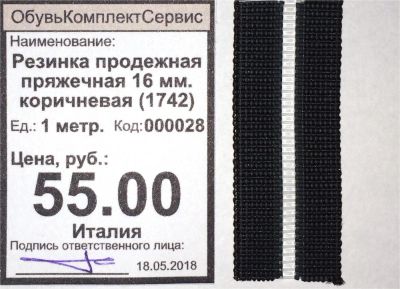 ОбувьКомплектСервис
Наименование:
Резинка продежная
пряжечная 16 мм.
коричневая (1742)
Ед.: 1 метр. Код: 000028
Цена, руб.:
55.00
Италия
Подпись ответственного лица:
18.05.2018